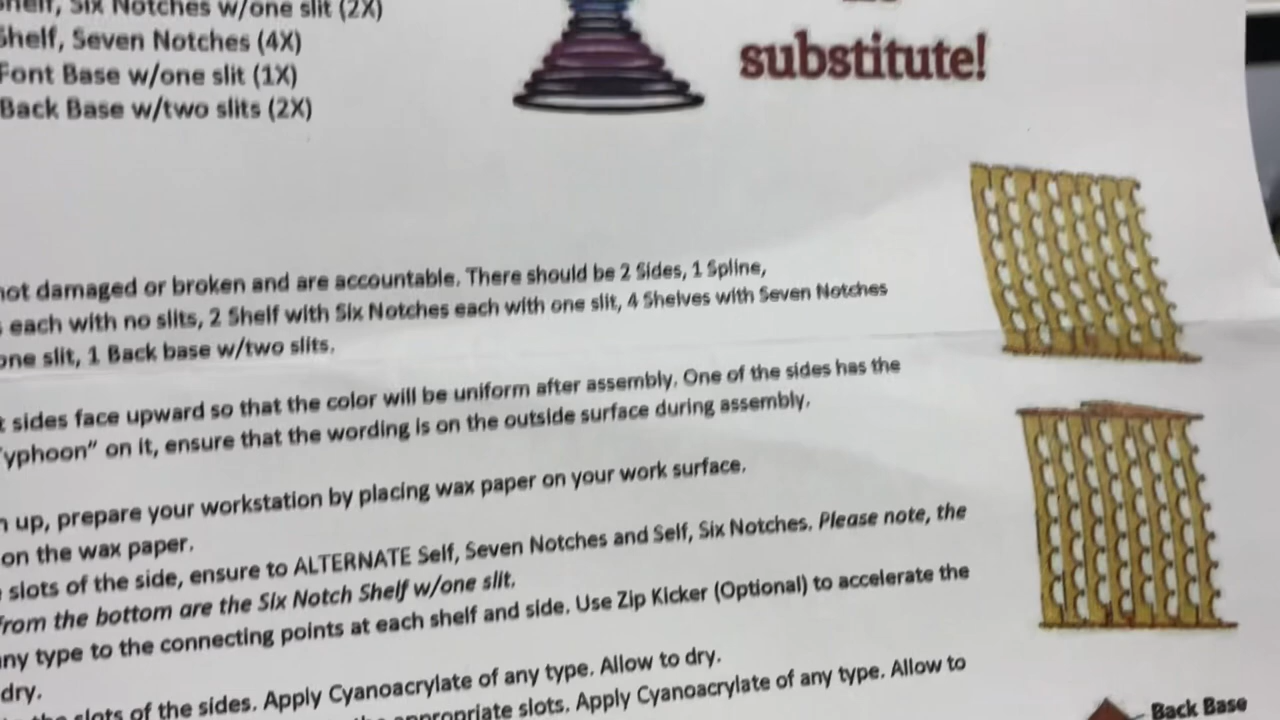 Shelf, Six Notches w/one slit (2X)
Shelf, Seven Notches (4X)
Font Base w/one slit (1X)
Back Base w/two slits (2X)
substitute!
not damaged or broken and are accountable. There should be 2 Sides, 1 Spline,
each with no slits, 2 Shelf with Six Notches each with one slit, 4 Shelves with Seven Notches
one slit, 1 Back base w/two slits.
sides face upward so that the color will be uniform after assembly. One of the sides has the
yphoon" on it, ensure that the wording is on the outside surface during assembly.
up, prepare your workstation by placing wax paper on your work surface.
on the wax paper.
slots of the side, ensure to ALTERNATE Self, Seven Notches and Self, Six Notches. Please note, the
from the bottom are the Six Notch Shelf w/one slit.
any type to the connecting points at each shelf and side. Use Zip Kicker (Optional) to accelerate the
dry.
the slots of the sides. Apply Cyanoacrylate of any type. Allow to dry.
appropriate slots. Apply Cyanoacrylate of any type. Allow to
Back Base